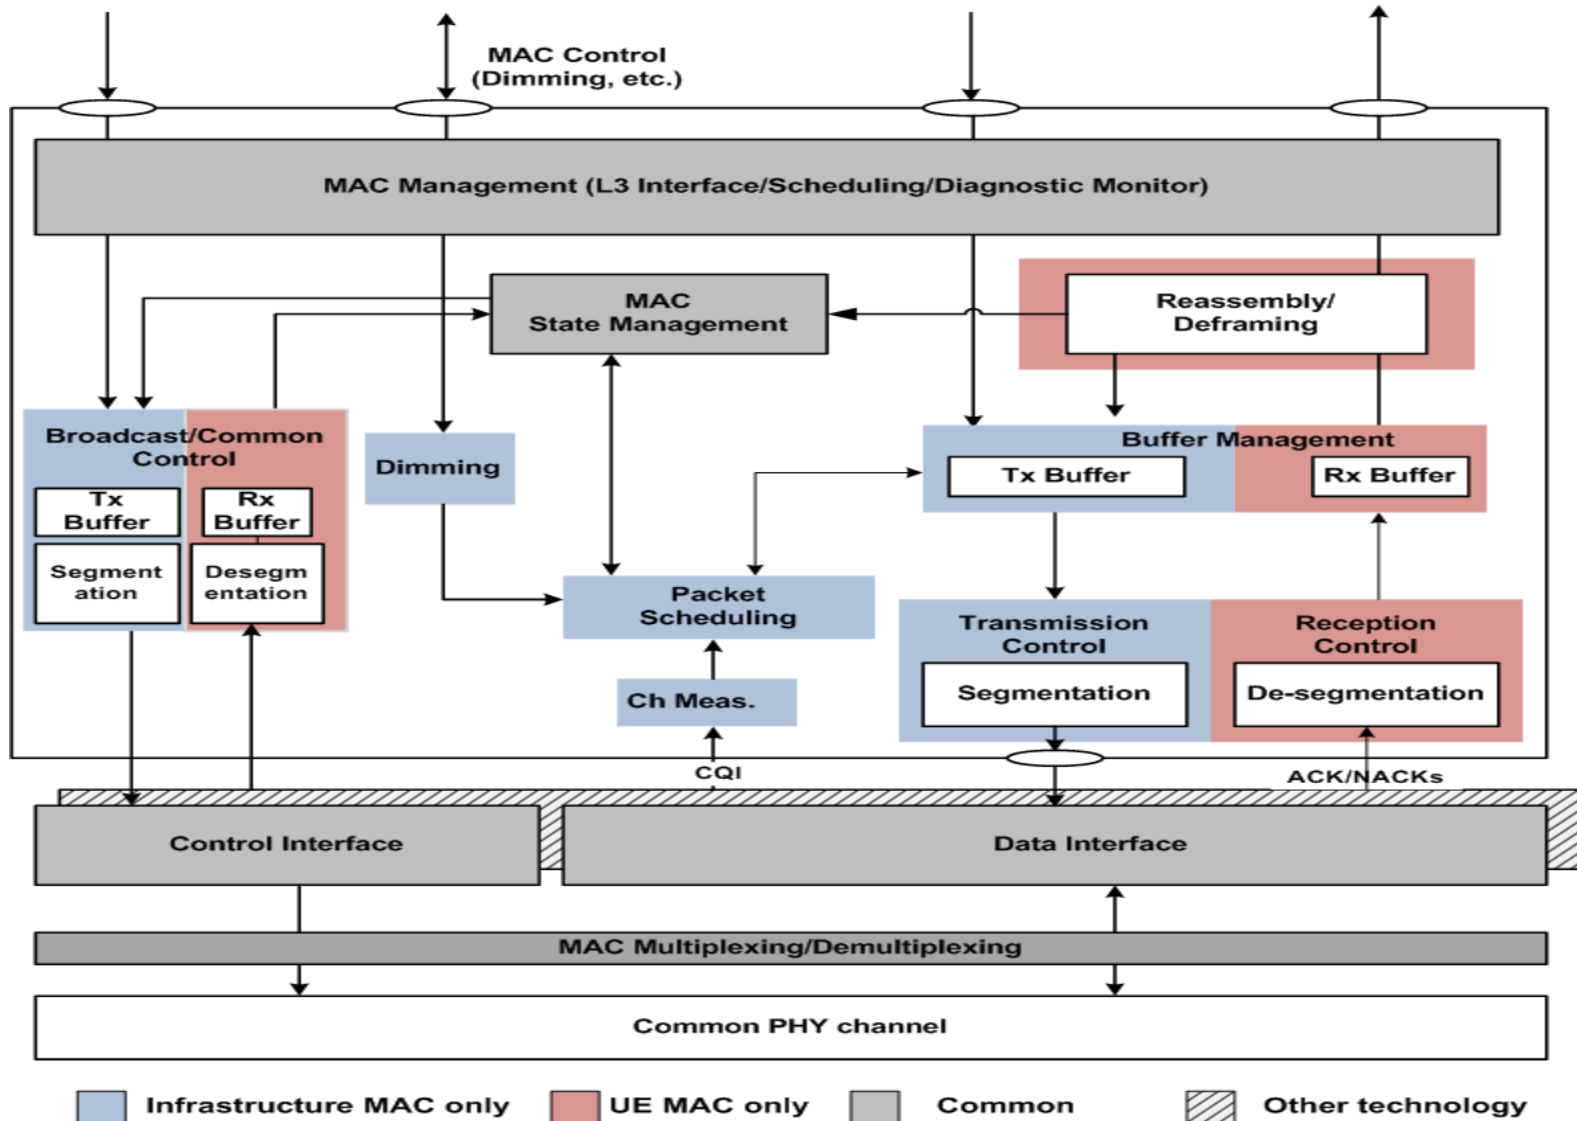 MAC Control
(Dimming, etc.)
MAC Management (L3 Interface/Scheduling/Diagnostic Monitor)
MAC
State Management
Reassembly/
Deframing
Broadcast/Common
Control
Tx
Buffer
Rx
Buffer
Segment
ation
Desegm
entation
Dimming
Buffer Management
Tx Buffer
Rx Buffer
Packet
Scheduling
Ch Meas.
Transmission
Control
Segmentation
Reception
Control
De-segmentation
CQI
ACK/NACKs
Control Interface
Data Interface
MAC Multiplexing/Demultiplexing
Common PHY channel
Infrastructure MAC only
UE MAC only
Common
Other technology